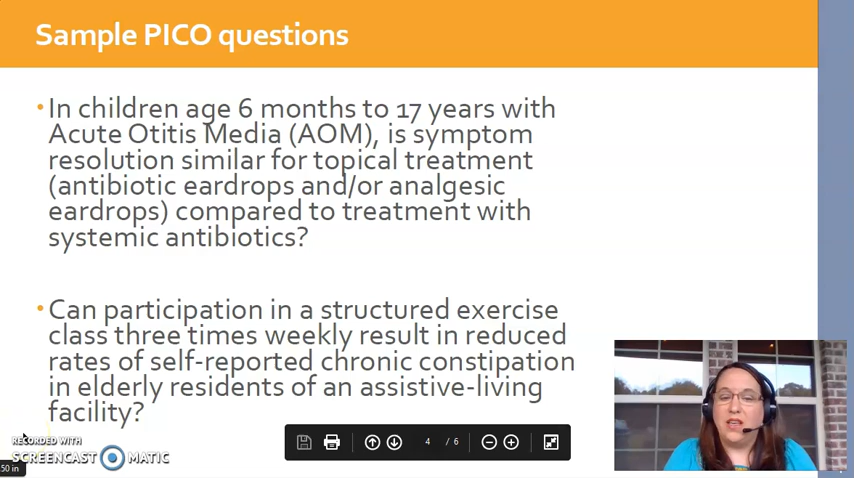 Sample PICO questions
• In children age 6 months to 17 years with
Acute Otitis Media (AOM), is symptom
resolution similar for topical treatment
(antibiotic eardrops and/or analgesic
eardrops) compared to treatment with
systemic antibiotics?
• Can participation in a structured exercise
class three times weekly result in reduced
rates of self-reported chronic constipation
in elderly residents of an assistive-living
facility?
4 / 6
RECORDED WITH
SCREENCAST MATIC
50 in